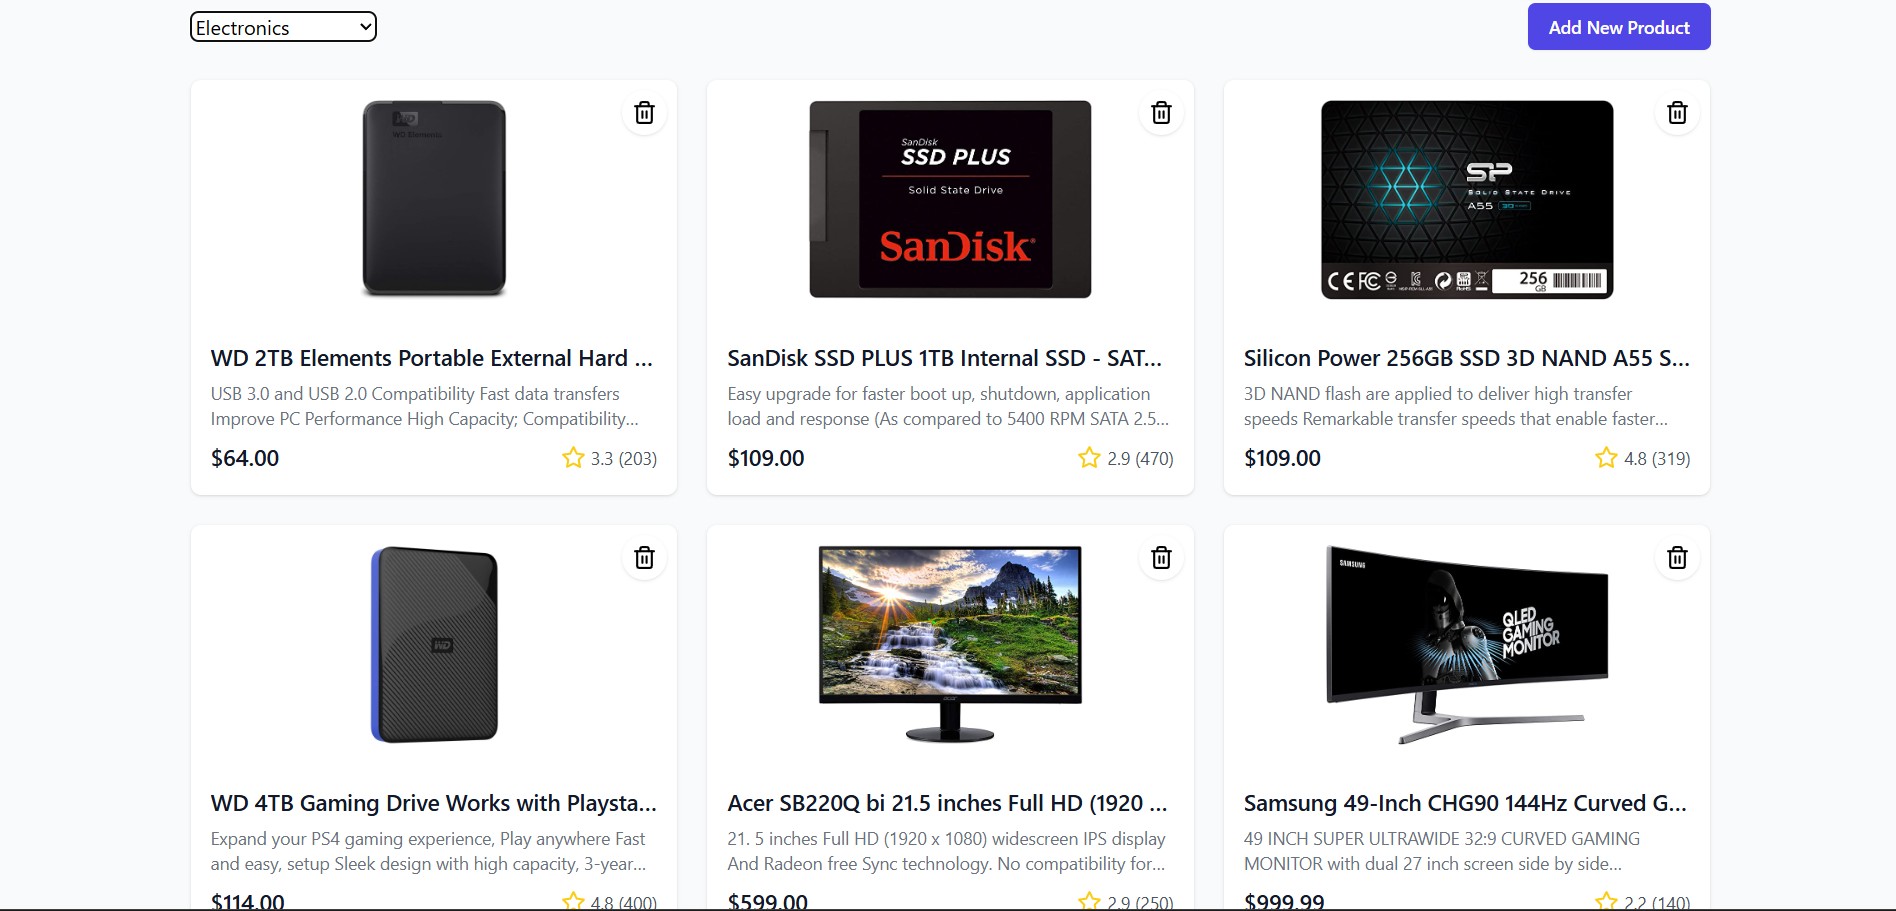 Electronics
Add New Product
WD
WD Elements
SanDisk
SSD PLUS
Solid State Drive
SanDisk
SP
SOLID STATE DRIVE
A55
256
GB
WD 2TB Elements Portable External Hard ...
USB 3.0 and USB 2.0 Compatibility Fast data transfers
Improve PC Performance High Capacity; Compatibility...
$64.00
3.3 (203)
SanDisk SSD PLUS 1TB Internal SSD - SAT...
Easy upgrade for faster boot up, shutdown, application
load and response (As compared to 5400 RPM SATA 2.5...
$109.00
2.9 (470)
Silicon Power 256GB SSD 3D NAND A55 S...
3D NAND flash are applied to deliver high transfer
speeds Remarkable transfer speeds that enable faster...
$109.00
4.8 (319)
WD
SAMSUNG
QLED
GAMING
MONITOR
WD 4TB Gaming Drive Works with Playsta...
Expand your PS4 gaming experience, Play anywhere Fast
and easy, setup Sleek design with high capacity, 3-year...
$114.00
4.8 (400)
Acer SB220Q bi 21.5 inches Full HD (1920 ...
21. 5 inches Full HD (1920 x 1080) widescreen IPS display
And Radeon free Sync technology. No compatibility for...
$599.00
2.9 (250)
Samsung 49-Inch CHG90 144Hz Curved G...
49 INCH SUPER ULTRAWIDE 32:9 CURVED GAMING
MONITOR with dual 27 inch screen side by side...
$999.99
2.2 (140)